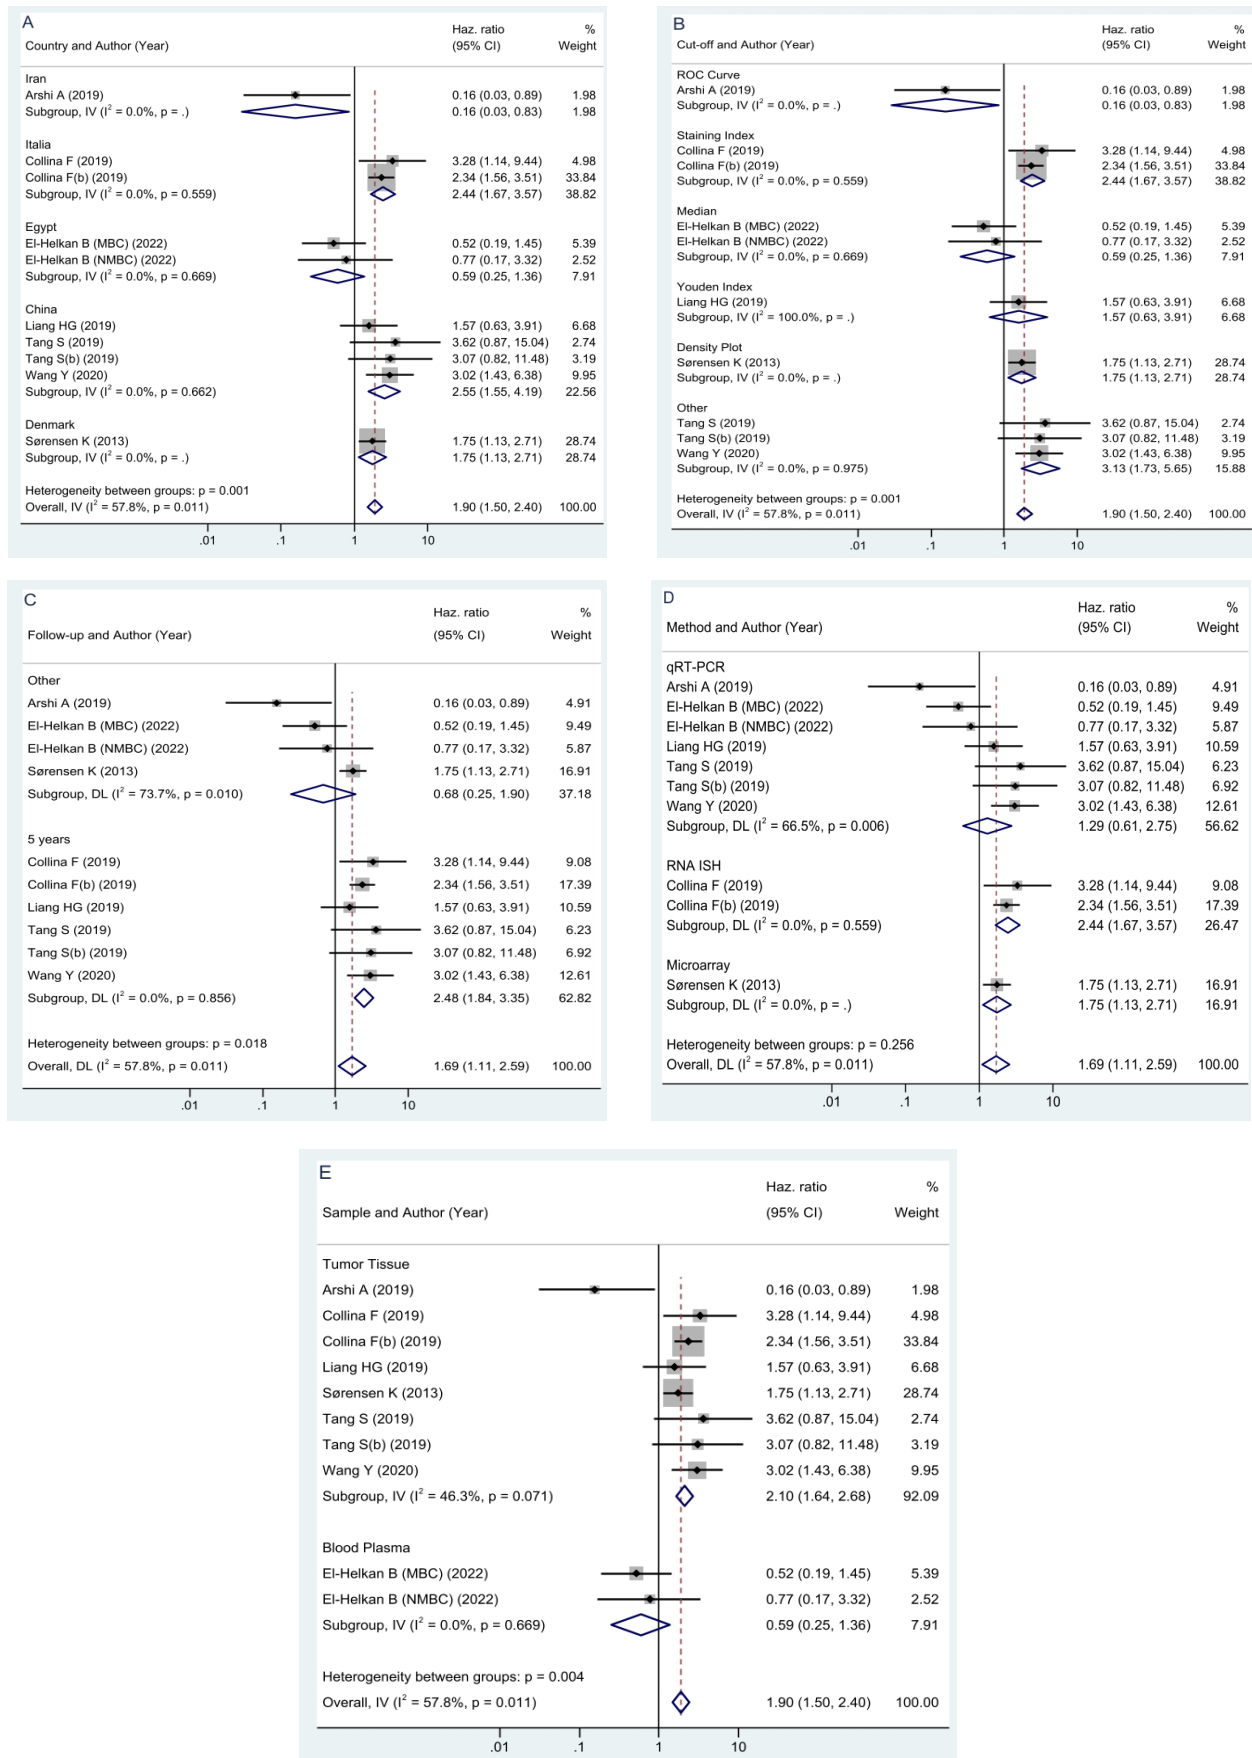 A
Haz. ratio %
Country and Author (Year) (95% CI) Weight
Iran
Arshi A (2019) 0.16 (0.03, 0.89) 1.98
Subgroup, IV (I² = 0.0%, p = .) 0.16 (0.03, 0.83) 1.98
Italia
Collina F (2019) 3.28 (1.14, 9.44) 4.98
Collina F(b) (2019) 2.34 (1.56, 3.51) 33.84
Subgroup, IV (I² = 0.0%, p = 0.559) 2.44 (1.67, 3.57) 38.82
Egypt
El-Helkan B (MBC) (2022) 0.52 (0.19, 1.45) 5.39
El-Helkan B (NMBC) (2022) 0.77 (0.17, 3.32) 2.52
Subgroup, IV (I² = 0.0%, p = 0.669) 0.59 (0.25, 1.36) 7.91
China
Liang HG (2019) 1.57 (0.63, 3.91) 6.68
Tang S (2019) 3.62 (0.87, 15.04) 2.74
Tang S(b) (2019) 3.07 (0.82, 11.48) 3.19
Wang Y (2020) 3.02 (1.43, 6.38) 9.95
Subgroup, IV (I² = 0.0%, p = 0.662) 2.55 (1.55, 4.19) 22.56
Denmark
Sørensen K (2013) 1.75 (1.13, 2.71) 28.74
Subgroup, IV (I² = 0.0%, p = .) 1.75 (1.13, 2.71) 28.74
Heterogeneity between groups: p = 0.001
Overall, IV (I² = 57.8%, p = 0.011) 1.90 (1.50, 2.40) 100.00
.01 .1 1 10
B
Haz. ratio %
Cut-off and Author (Year) (95% CI) Weight
ROC Curve
Arshi A (2019) 0.16 (0.03, 0.89) 1.98
Subgroup, IV (I² = 0.0%, p = .) 0.16 (0.03, 0.83) 1.98
Staining Index
Collina F (2019) 3.28 (1.14, 9.44) 4.98
Collina F(b) (2019) 2.34 (1.56, 3.51) 33.84
Subgroup, IV (I² = 0.0%, p = 0.559) 2.44 (1.67, 3.57) 38.82
Median
El-Helkan B (MBC) (2022) 0.52 (0.19, 1.45) 5.39
El-Helkan B (NMBC) (2022) 0.77 (0.17, 3.32) 2.52
Subgroup, IV (I² = 0.0%, p = 0.669) 0.59 (0.25, 1.36) 7.91
Youden Index
Liang HG (2019) 1.57 (0.63, 3.91) 6.68
Subgroup, IV (I² = 100.0%, p = .) 1.57 (0.63, 3.91) 6.68
Density Plot
Sørensen K (2013) 1.75 (1.13, 2.71) 28.74
Subgroup, IV (I² = 0.0%, p = .) 1.75 (1.13, 2.71) 28.74
Other
Tang S (2019) 3.62 (0.87, 15.04) 2.74
Tang S(b) (2019) 3.07 (0.82, 11.48) 3.19
Wang Y (2020) 3.02 (1.43, 6.38) 9.95
Subgroup, IV (I² = 0.0%, p = 0.975) 3.13 (1.73, 5.65) 15.88
Heterogeneity between groups: p = 0.001
Overall, IV (I² = 57.8%, p = 0.011) 1.90 (1.50, 2.40) 100.00
.01 .1 1 10
C
Haz. ratio %
Follow-up and Author (Year) (95% CI) Weight
Other
Arshi A (2019) 0.16 (0.03, 0.89) 4.91
El-Helkan B (MBC) (2022) 0.52 (0.19, 1.45) 9.49
El-Helkan B (NMBC) (2022) 0.77 (0.17, 3.32) 5.87
Sørensen K (2013) 1.75 (1.13, 2.71) 16.91
Subgroup, DL (I² = 73.7%, p = 0.010) 0.68 (0.25, 1.90) 37.18
5 years
Collina F (2019) 3.28 (1.14, 9.44) 9.08
Collina F(b) (2019) 2.34 (1.56, 3.51) 17.39
Liang HG (2019) 1.57 (0.63, 3.91) 10.59
Tang S (2019) 3.62 (0.87, 15.04) 6.23
Tang S(b) (2019) 3.07 (0.82, 11.48) 6.92
Wang Y (2020) 3.02 (1.43, 6.38) 12.61
Subgroup, DL (I² = 0.0%, p = 0.856) 2.48 (1.84, 3.35) 62.82
Heterogeneity between groups: p = 0.018
Overall, DL (I² = 57.8%, p = 0.011) 1.69 (1.11, 2.59) 100.00
.01 .1 1 10
D
Haz. ratio %
Method and Author (Year) (95% CI) Weight
qRT-PCR
Arshi A (2019) 0.16 (0.03, 0.89) 4.91
El-Helkan B (MBC) (2022) 0.52 (0.19, 1.45) 9.49
El-Helkan B (NMBC) (2022) 0.77 (0.17, 3.32) 5.87
Liang HG (2019) 1.57 (0.63, 3.91) 10.59
Tang S (2019) 3.62 (0.87, 15.04) 6.23
Tang S(b) (2019) 3.07 (0.82, 11.48) 6.92
Wang Y (2020) 3.02 (1.43, 6.38) 12.61
Subgroup, DL (I² = 66.5%, p = 0.006) 1.29 (0.61, 2.75) 56.62
RNA ISH
Collina F (2019) 3.28 (1.14, 9.44) 9.08
Collina F(b) (2019) 2.34 (1.56, 3.51) 17.39
Subgroup, DL (I² = 0.0%, p = 0.559) 2.44 (1.67, 3.57) 26.47
Microarray
Sørensen K (2013) 1.75 (1.13, 2.71) 16.91
Subgroup, DL (I² = 0.0%, p = .) 1.75 (1.13, 2.71) 16.91
Heterogeneity between groups: p = 0.256
Overall, DL (I² = 57.8%, p = 0.011) 1.69 (1.11, 2.59) 100.00
.01 .1 1 10
E
Haz. ratio %
Sample and Author (Year) (95% CI) Weight
Tumor Tissue
Arshi A (2019) 0.16 (0.03, 0.89) 1.98
Collina F (2019) 3.28 (1.14, 9.44) 4.98
Collina F(b) (2019) 2.34 (1.56, 3.51) 33.84
Liang HG (2019) 1.57 (0.63, 3.91) 6.68
Sørensen K (2013) 1.75 (1.13, 2.71) 28.74
Tang S (2019) 3.62 (0.87, 15.04) 2.74
Tang S(b) (2019) 3.07 (0.82, 11.48) 3.19
Wang Y (2020) 3.02 (1.43, 6.38) 9.95
Subgroup, IV (I² = 46.3%, p = 0.071) 2.10 (1.64, 2.68) 92.09
Blood Plasma
El-Helkan B (MBC) (2022) 0.52 (0.19, 1.45) 5.39
El-Helkan B (NMBC) (2022) 0.77 (0.17, 3.32) 2.52
Subgroup, IV (I² = 0.0%, p = 0.669) 0.59 (0.25, 1.36) 7.91
Heterogeneity between groups: p = 0.004
Overall, IV (I² = 57.8%, p = 0.011) 1.90 (1.50, 2.40) 100.00
.01 .1 1 10